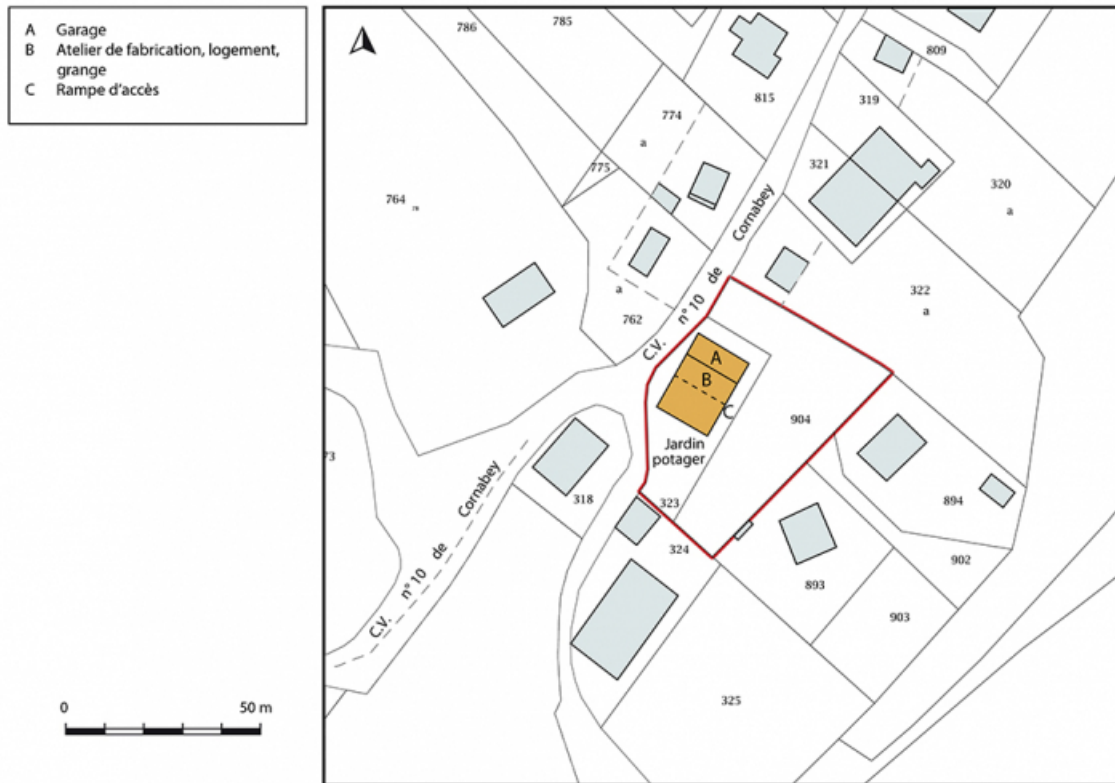 A Garage
B Atelier de fabrication, logement,
grange
C Rampe d'accès
786
785
809
815
319
774
a
775
321
764
320
a
C.V. n° 10 de Cornabey
322
a
a
762
A
B
C
904
Jardin
potager
73
318
323
894
C.V. n° 10 de Cornabey
324
902
893
903
325
0 50 m